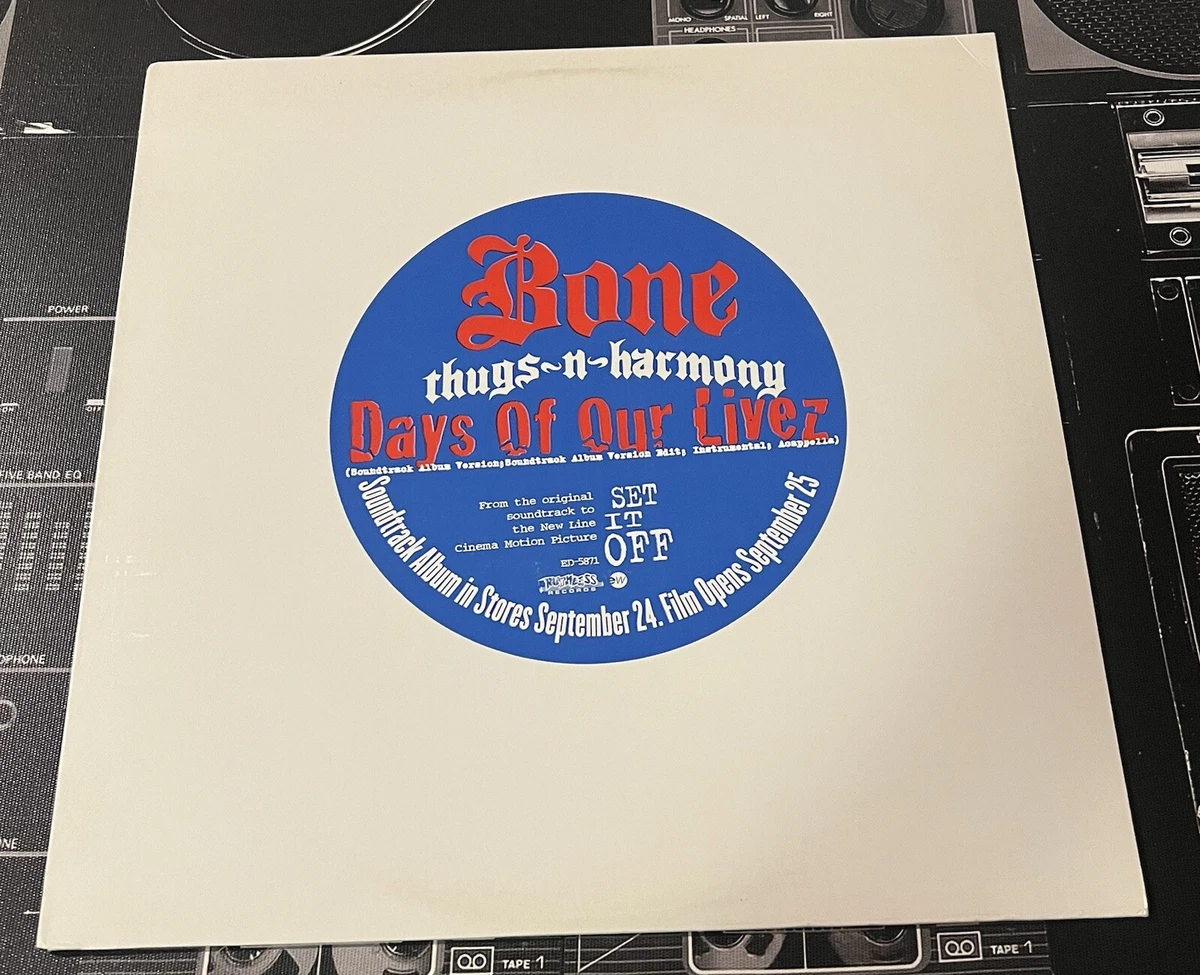 MONO SPATIAL LEFT RIGHT
HEADPHONES
POWER
OFF
FIVE BAND EQ
Bone
thugs~n~harmony
Days Of Our Livez
(Soundtrack Album Version;Soundtrack Album Version Edit; Instrumental; Acappella)
From the original
soundtrack to
the New Line
Cinema Motion Picture
SET
IT
OFF
ED-5871
RUTHLESS
RECORDS
ew
Soundtrack Album in Stores September 24. Film Opens September 25
TAPE 1
TAPE 1